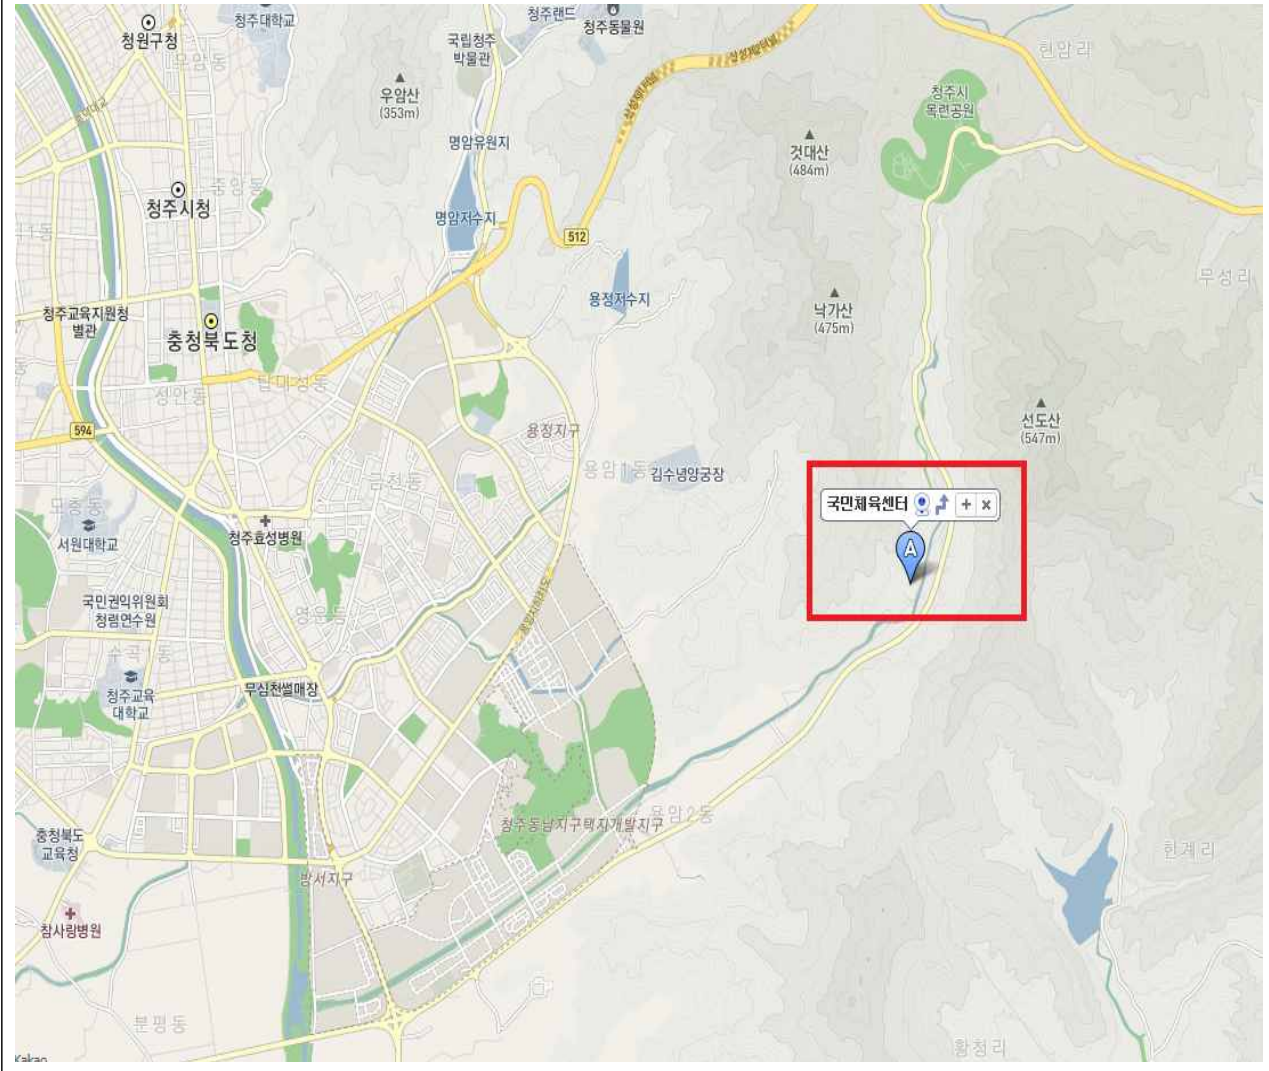 청주대학교
청주랜드
청주동물원
청원구청
국립청주
박물관
우암동
현암리
우암산
(353m)
청주시
목련공원
명암유원지
것대산
(484m)
중앙동
청주시청
명암저수지
512
무성리
용정저수지
낙가산
(475m)
청주교육지원청
별관
충청북도청
탑대성동
성안동
선도산
(547m)
594
용정지구
용암1동
김수녕양궁장
금천동
모충동
국민체육센터
A
서원대학교
청주효성병원
국민권익위원회
청렴연수원
영운동
수곡1동
청주교육
대학교
무심천썰매장
용암2동
청주동남지구택지개발지구
충청북도
교육청
한계리
방서지구
참사랑병원
분평동
황청리
Kakao